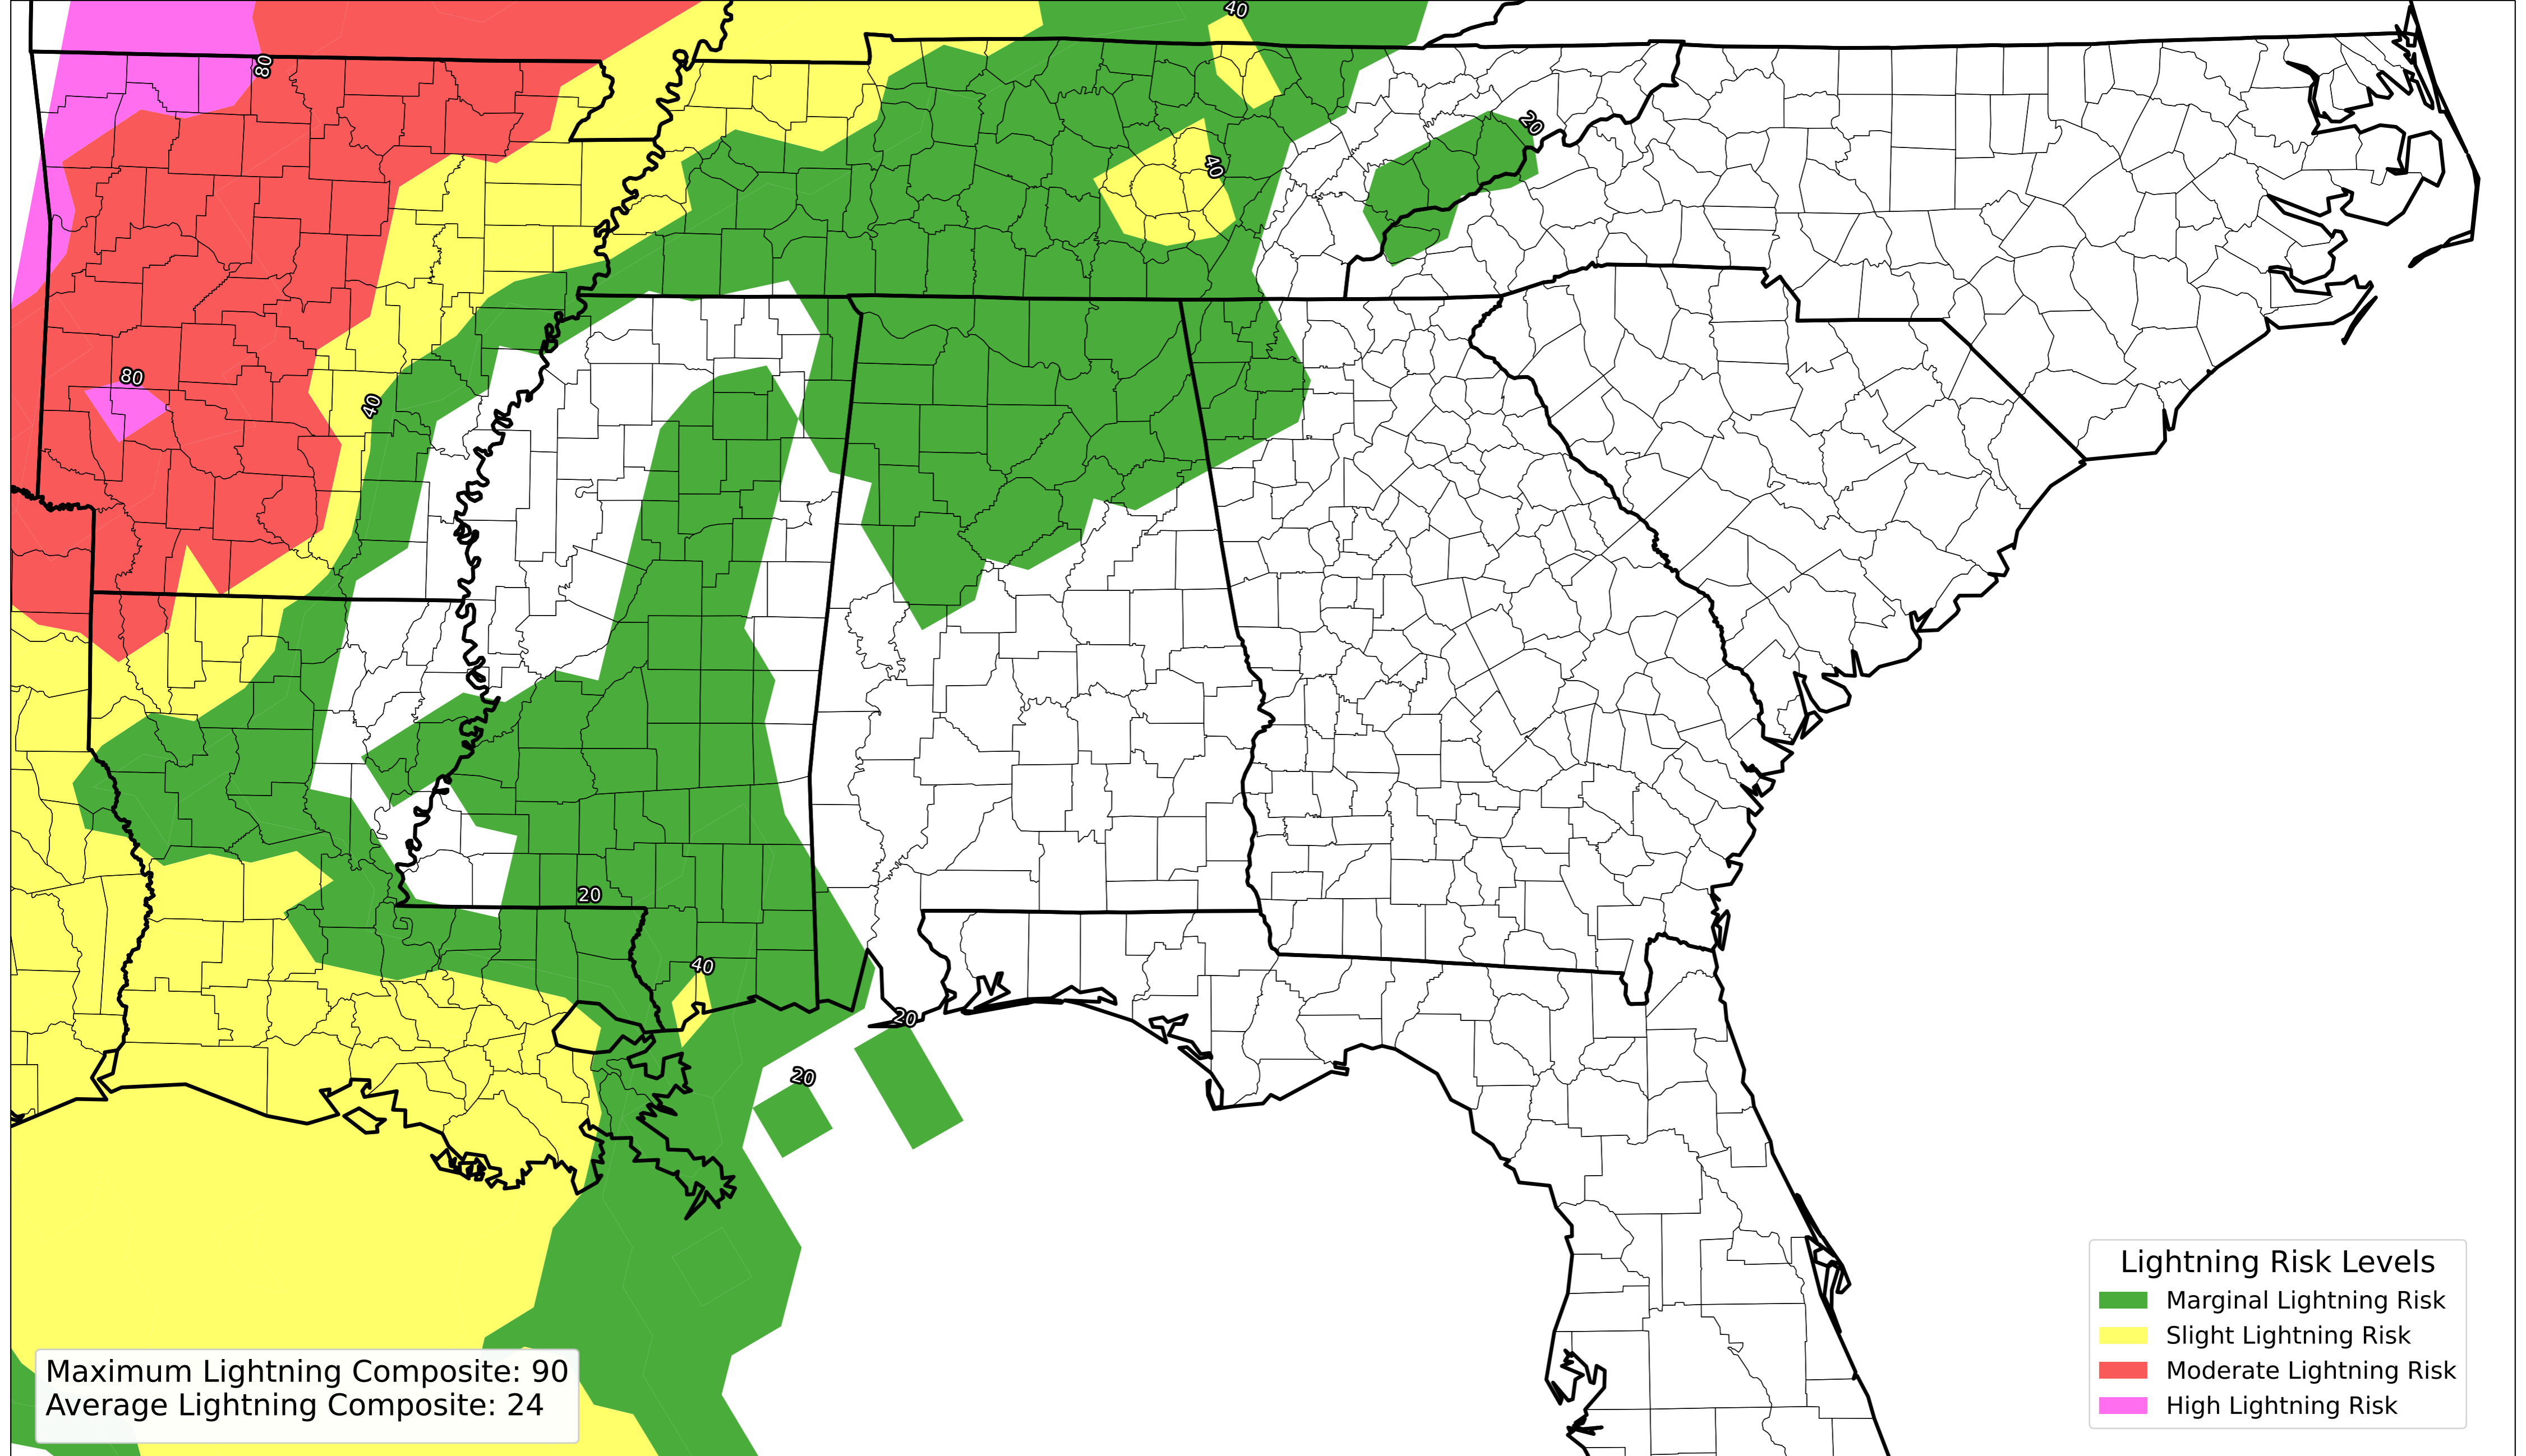 40
80
20
40
80
40
20
40
20
20
Lightning Risk Levels
Marginal Lightning Risk
Slight Lightning Risk
Moderate Lightning Risk
High Lightning Risk
Maximum Lightning Composite: 90
Average Lightning Composite: 24